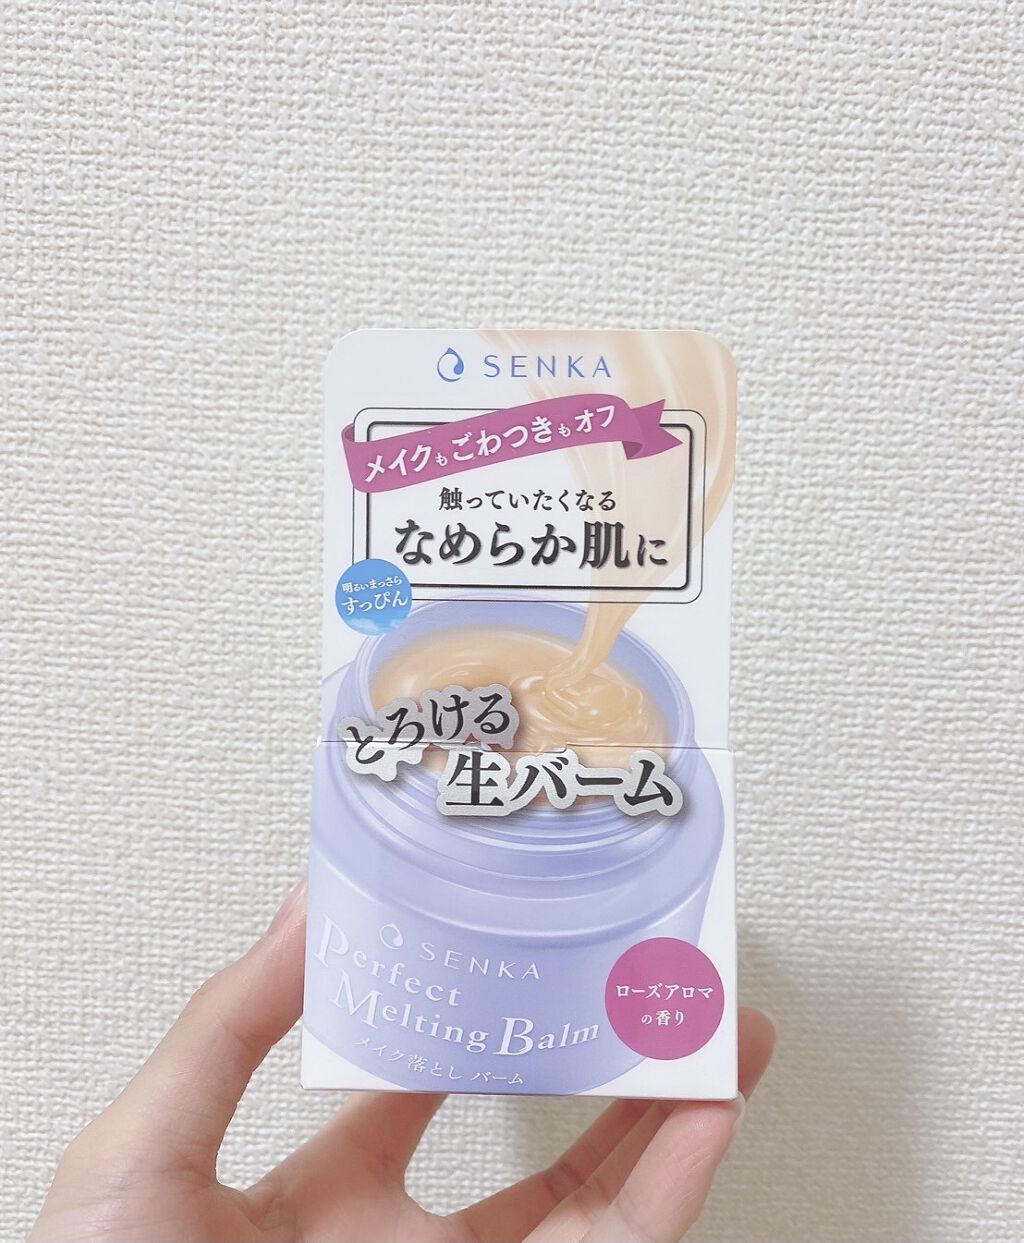 SENKA
メイクもごわつきもオフ
触っていたくなる
なめらか肌に
明るいまっさら
すっぴん
とろける
生バーム
SENKA
Perfect
Melting Balm
メイク落とし バーム
ローズアロマ
の香り